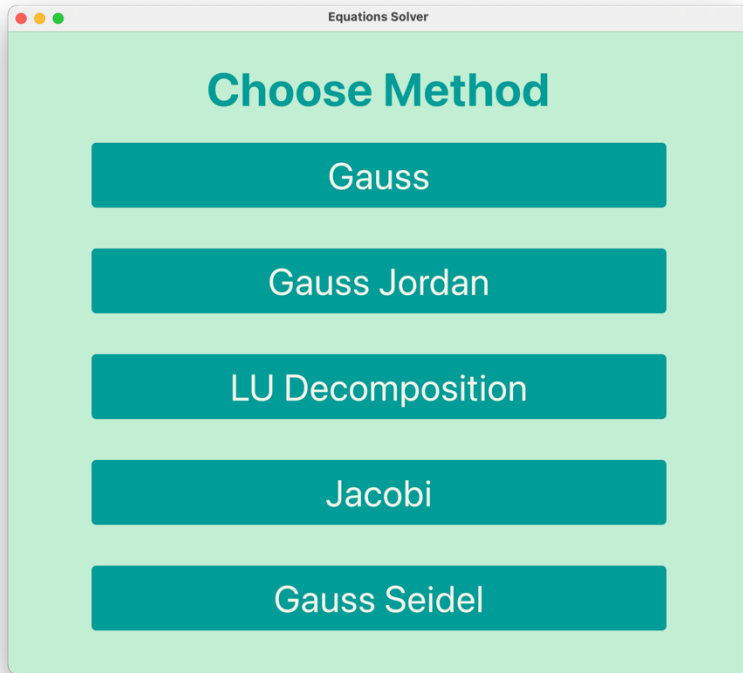 Equations Solver
Choose Method
Gauss
Gauss Jordan
LU Decomposition
Jacobi
Gauss Seidel